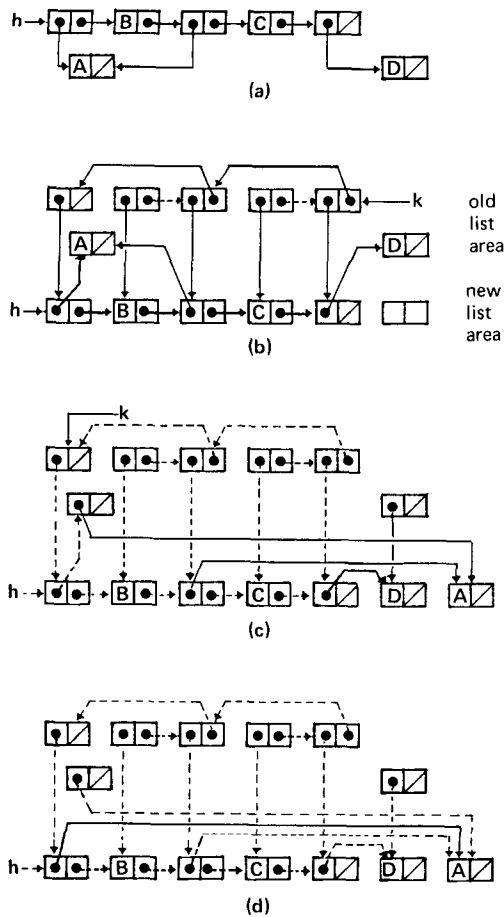 h B C
A D
(a)
k old
list
A D area
new
h B C list
area
(b)
k
h B C D A
(c)
h B C D A
(d)